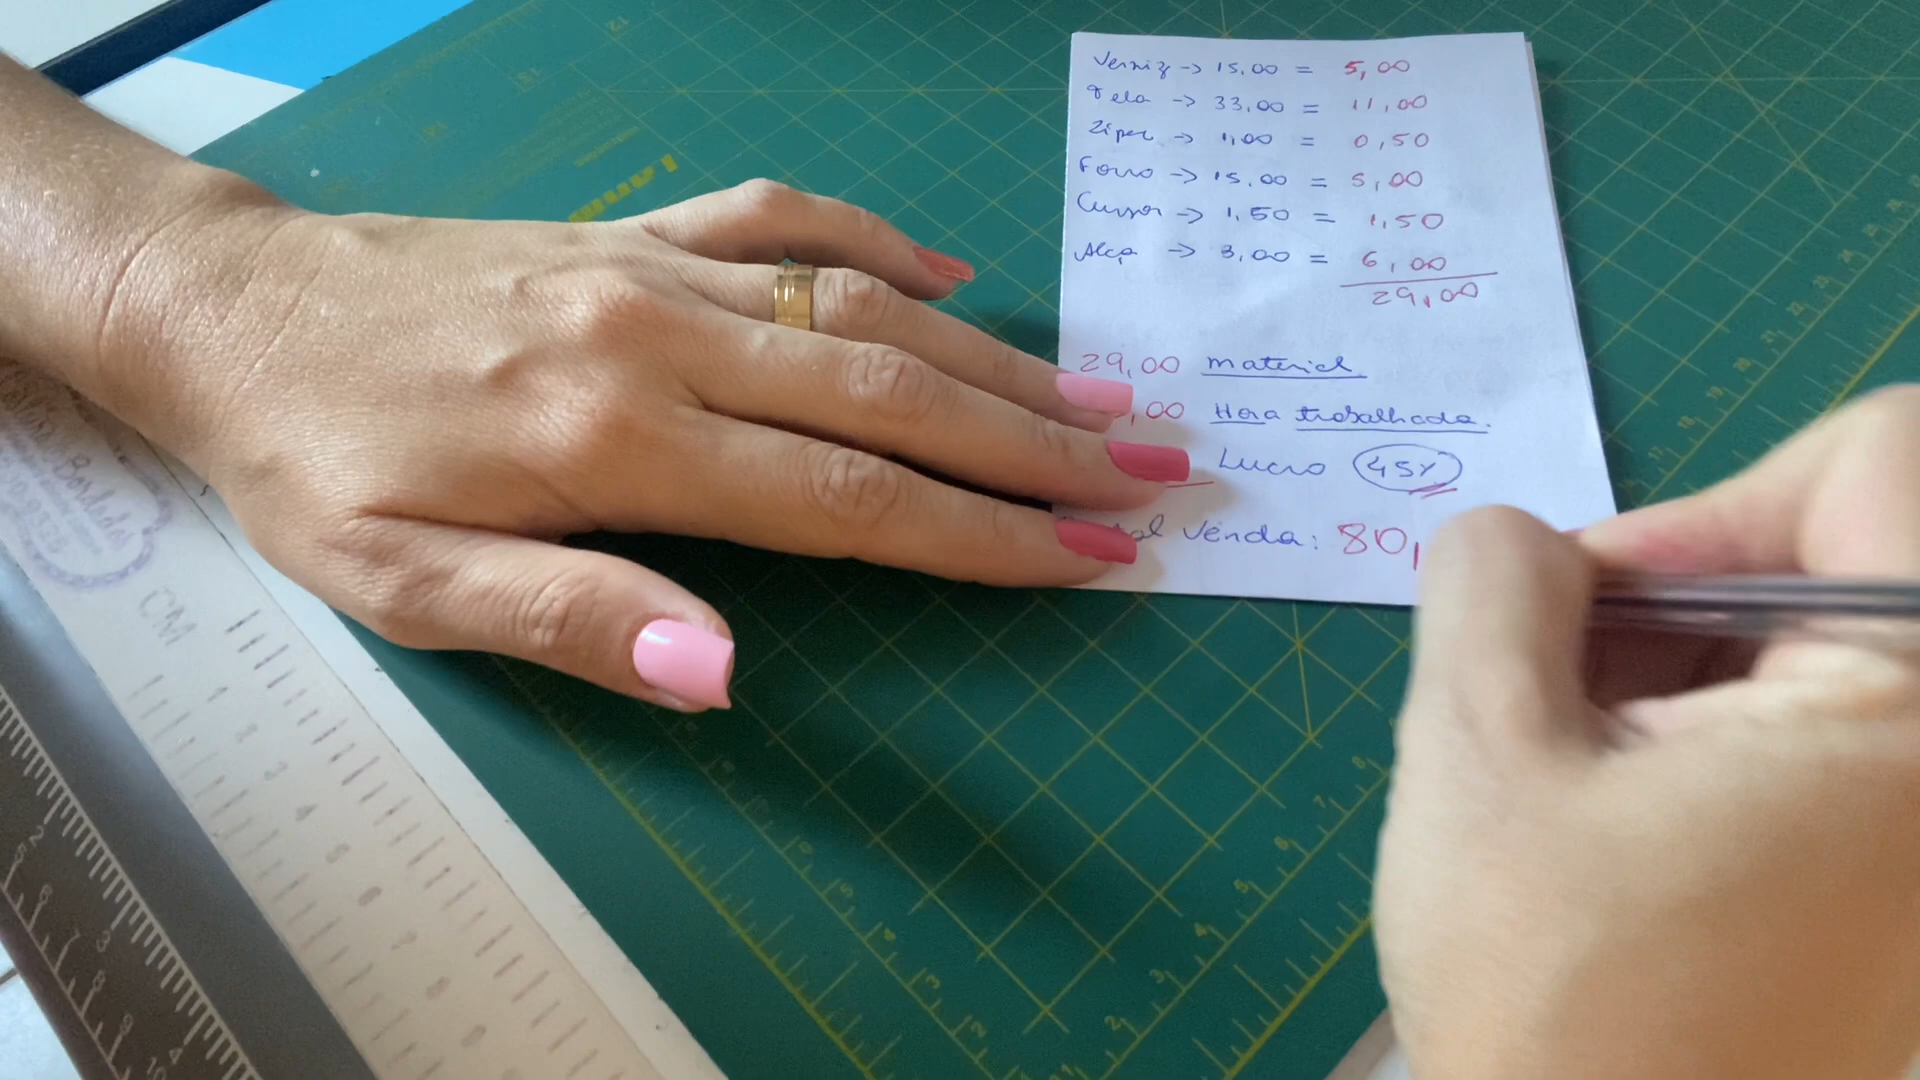 Verniz -> 15,00 = 5,00
Tela -> 33,00 = 11,00
Ziper -> 1,00 = 0,50
Forro -> 15,00 = 5,00
Cursor -> 1,50 = 1,50
Alça -> 3,00 = 6,00
29,00
29,00 material
,00 Hora trabalhada.
Lucro 45%
Venda: 80,
CM